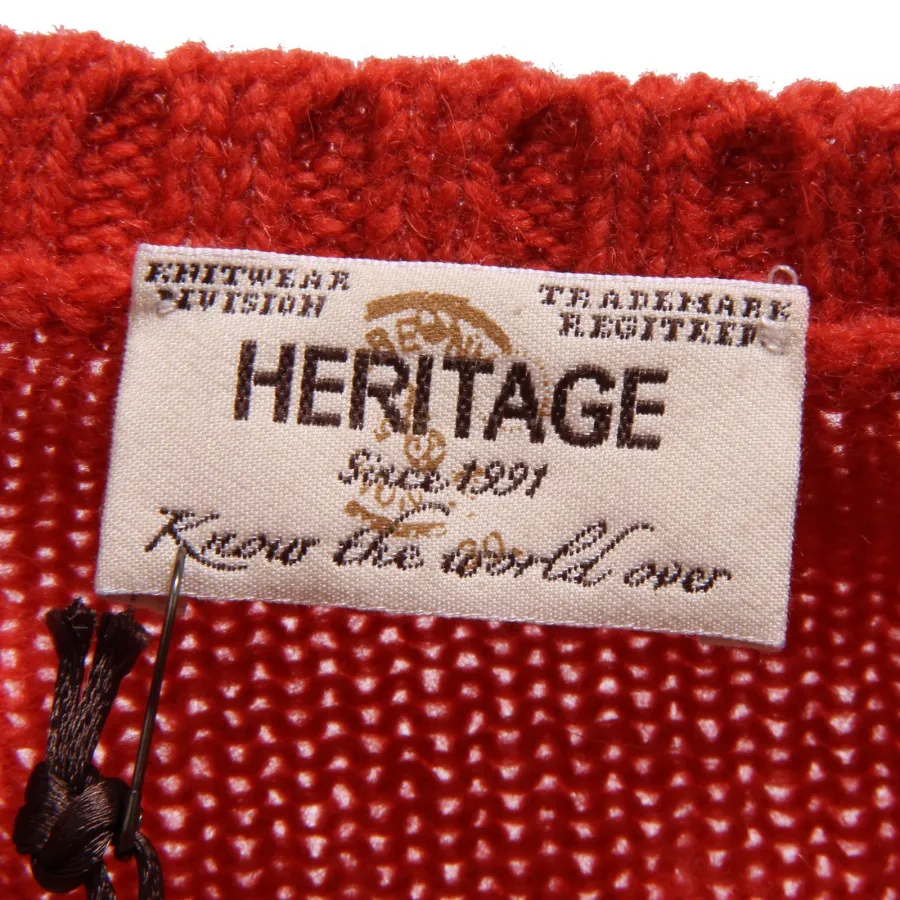 KNITWEAR
DIVISION
TRADEMARK
REGITRED
HERITAGE
Since 1991
Know the world over